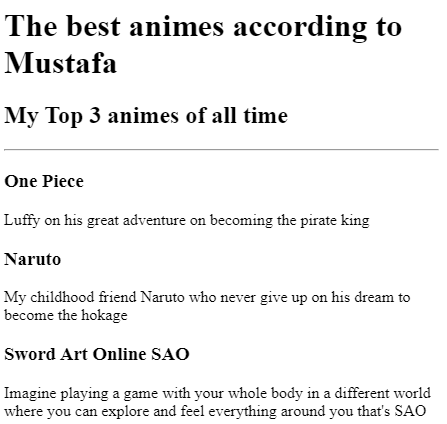 The best animes according to
Mustafa
My Top 3 animes of all time
One Piece
Luffy on his great adventure on becoming the pirate king
Naruto
My childhood friend Naruto who never give up on his dream to
become the hokage
Sword Art Online SAO
Imagine playing a game with your whole body in a different world
where you can explore and feel everything around you that's SAO